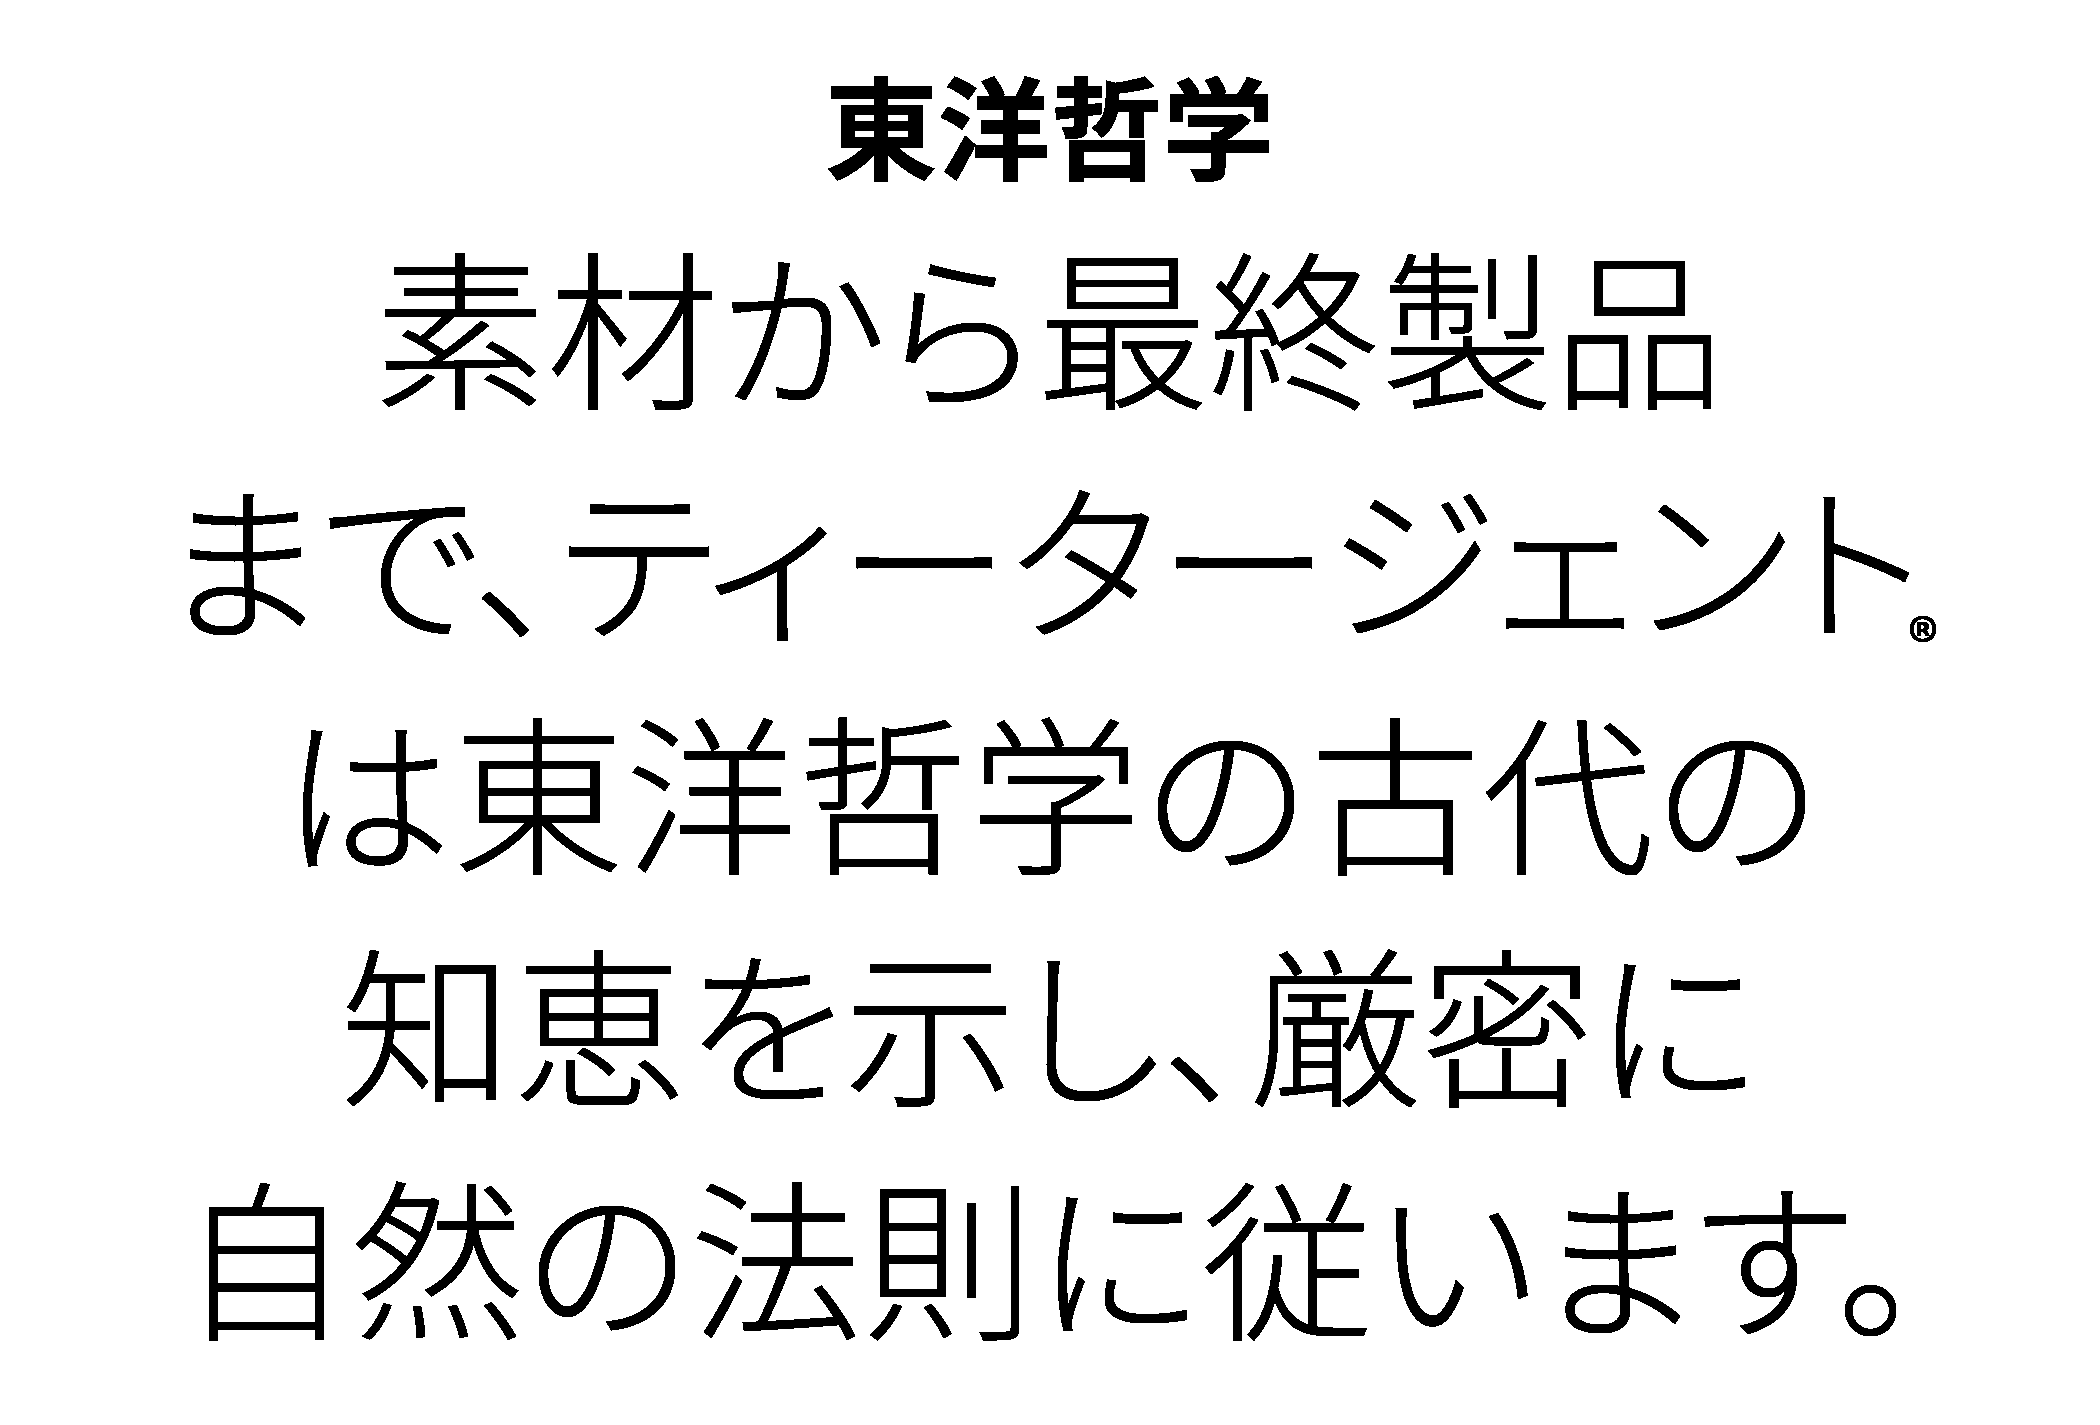 東洋哲学
素材から最終製品
まで、ティータージェント®
は東洋哲学の古代の
知恵を示し、厳密に
自然の法則に従います。